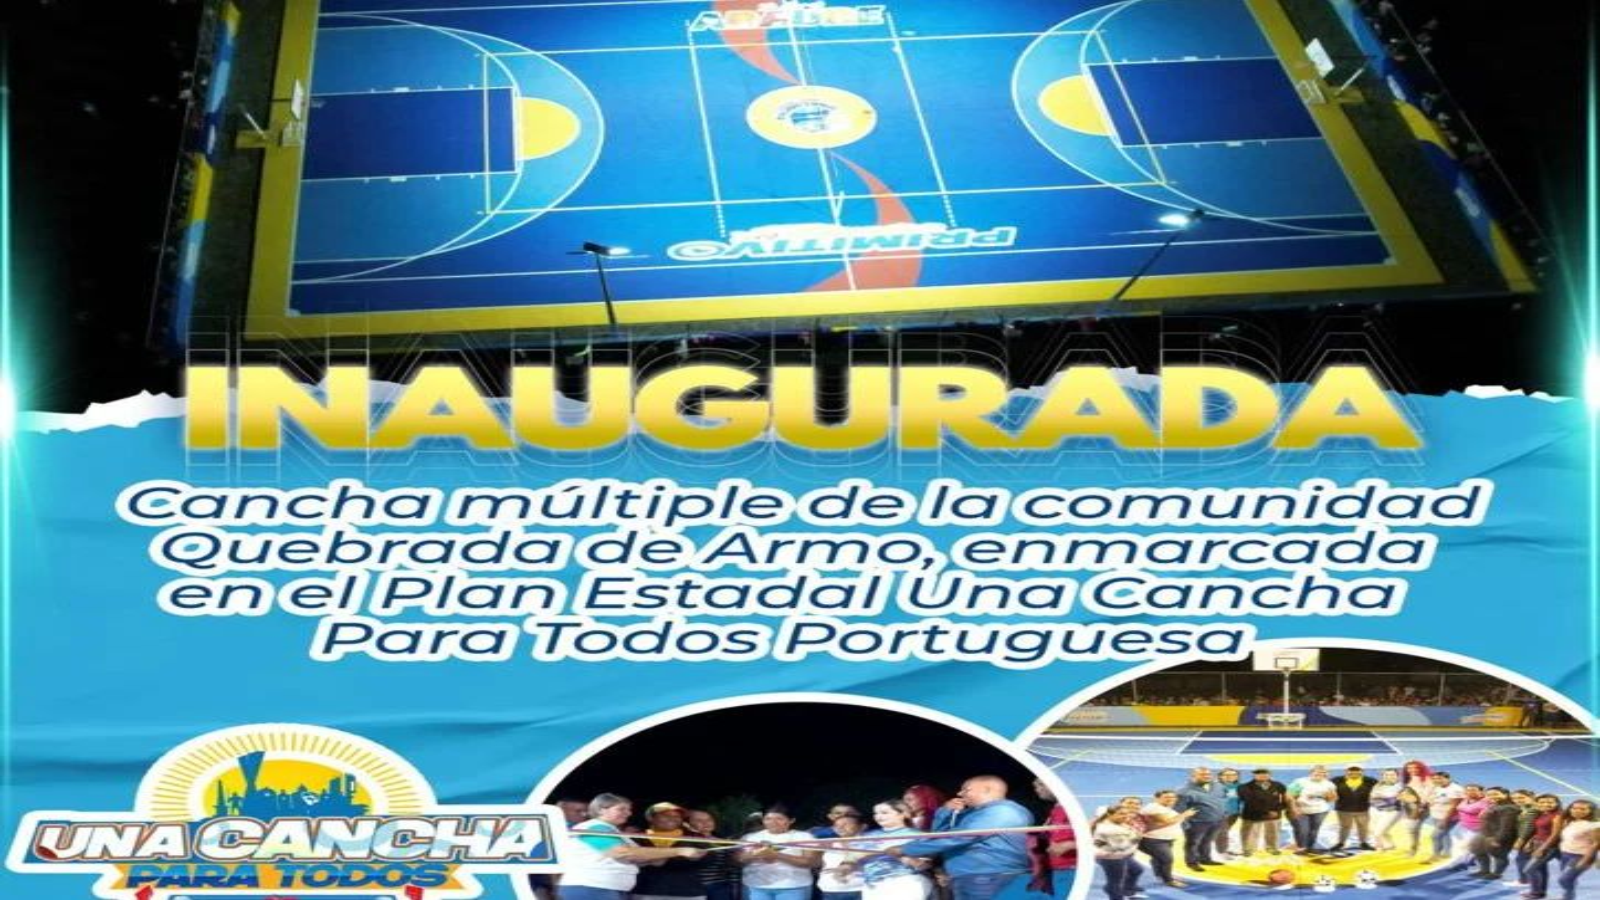 PRIMITIVO
INAUGURADA
Cancha múltiple de la comunidad
Quebrada de Armo, enmarcada
en el Plan Estadal Una Cancha
Para Todos Portuguesa
UNA CANCHA
PARA TODOS